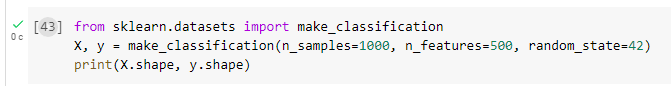 [43] from sklearn.datasets import make_classification
0 с X, y = make_classification(n_samples=1000, n_features=500, random_state=42)
print(X.shape, y.shape)